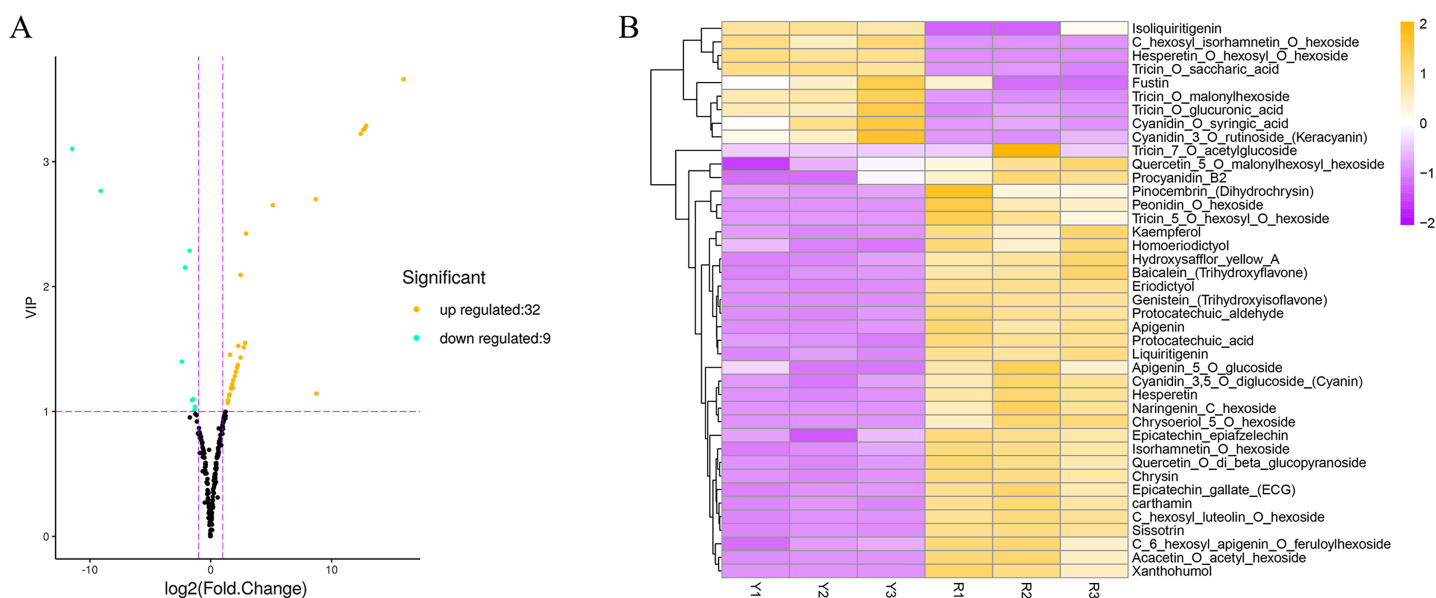 A
VIP
3
2
1
0
-10
0
10
log2(Fold.Change)
Significant
up regulated:32
down regulated:9
B
Isoliquiritigenin
C_hexosyl_isorhamnetin_O_hexoside
Hesperetin_O_hexosyl_O_hexoside
Tricin_O_saccharic_acid
Fustin
Tricin_O_malonylhexoside
Tricin_O_glucuronic_acid
Cyanidin_O_syringic_acid
Cyanidin_3_O_rutinoside_(Keracyanin)
Tricin_7_O_acetylglucoside
Quercetin_5_O_malonylhexosyl_hexoside
Procyanidin_B2
Pinocembrin_(Dihydrochrysin)
Peonidin_O_hexoside
Tricin_5_O_hexosyl_O_hexoside
Kaempferol
Homoeriodictyol
Hydroxysafflor_yellow_A
Baicalein_(Trihydroxyflavone)
Eriodictyol
Genistein_(Trihydroxyisoflavone)
Protocatechuic_aldehyde
Apigenin
Protocatechuic_acid
Liquiritigenin
Apigenin_5_O_glucoside
Cyanidin_3,5_O_diglucoside_(Cyanin)
Hesperetin
Naringenin_C_hexoside
Chrysoeriol_5_O_hexoside
Epicatechin_epiafzelechin
Isorhamnetin_O_hexoside
Quercetin_O_di_beta_glucopyranoside
Chrysin
Epicatechin_gallate_(ECG)
carthamin
C_hexosyl_luteolin_O_hexoside
Sissotrin
C_6_hexosyl_apigenin_O_feruloylhexoside
Acacetin_O_acetyl_hexoside
Xanthohumol
Y1
Y2
Y3
R1
R2
R3
2
1
0
−1
−2